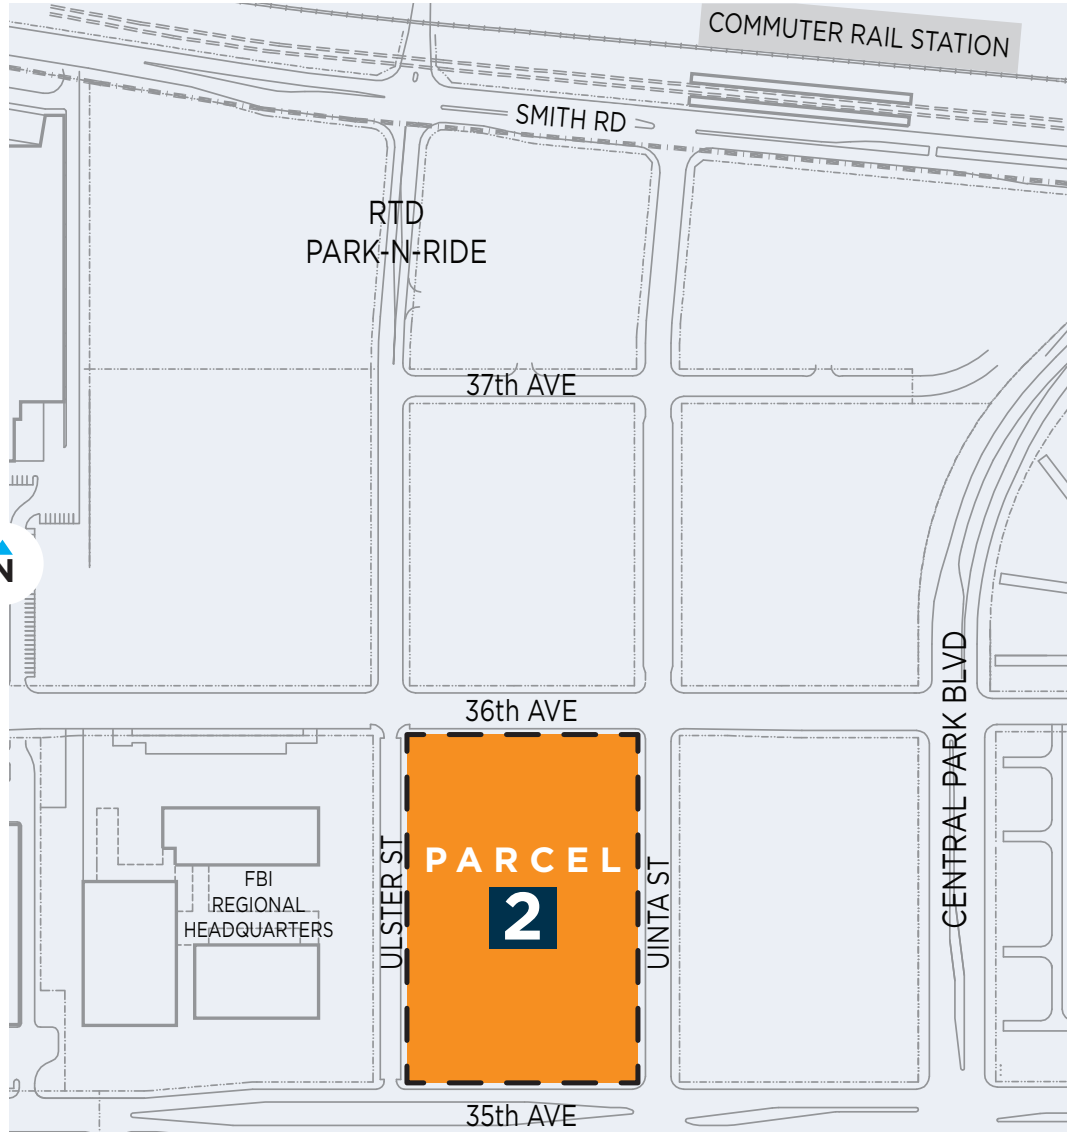 COMMUTER RAIL STATION
SMITH RD
RTD
PARK-N-RIDE
37th AVE
N
36th AVE
CENTRAL PARK BLVD
ULSTER ST
PARCEL
2
UINTA ST
FBI
REGIONAL
HEADQUARTERS
35th AVE